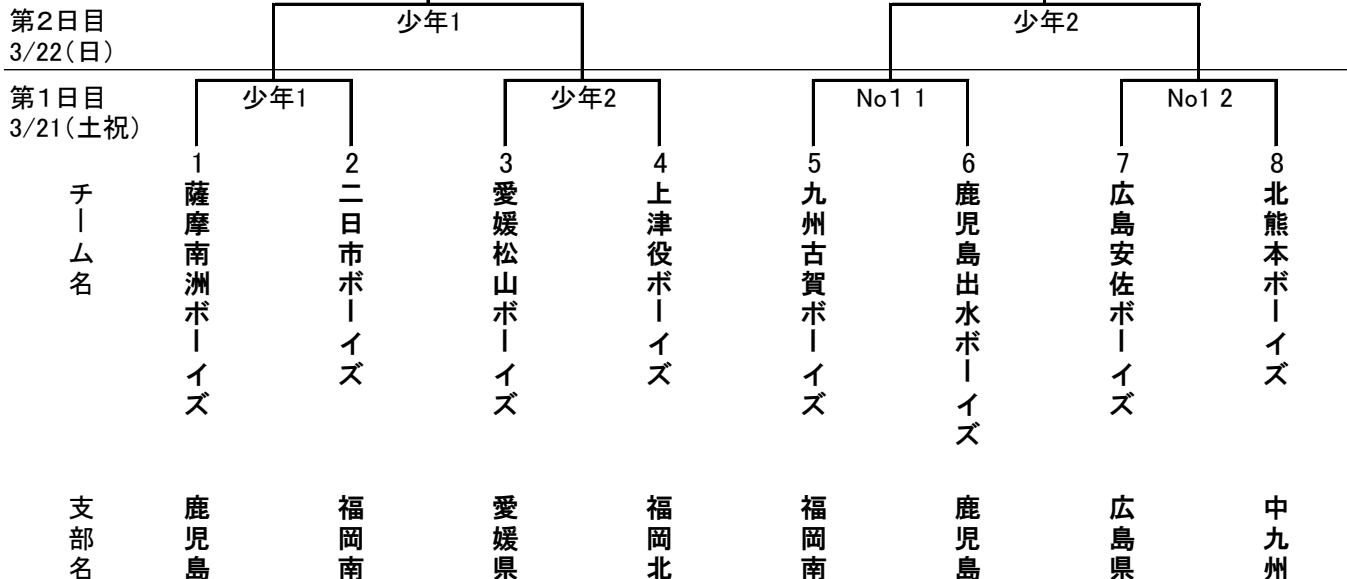 第2日目
3/22(日)
少年1
少年2
第1日目
3/21(土祝)
少年1
少年2
No1 1
No1 2
1
2
3
4
5
6
7
8
チーム名
薩摩南洲ボーイズ
二日市ボーイズ
愛媛松山ボーイズ
上津役ボーイズ
九州古賀ボーイズ
鹿児島出水ボーイズ
広島安佐ボーイズ
北熊本ボーイズ
支部名
鹿児島
福岡南
愛媛県
福岡北
福岡南
鹿児島
広島県
中九州